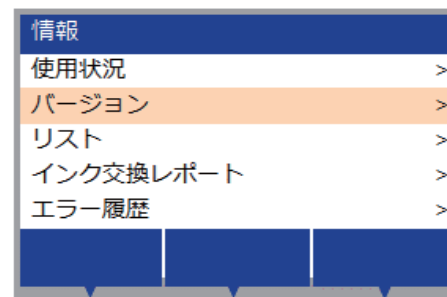 情報
使用状況 >
バージョン >
リスト >
インク交換レポート >
エラー履歴 >